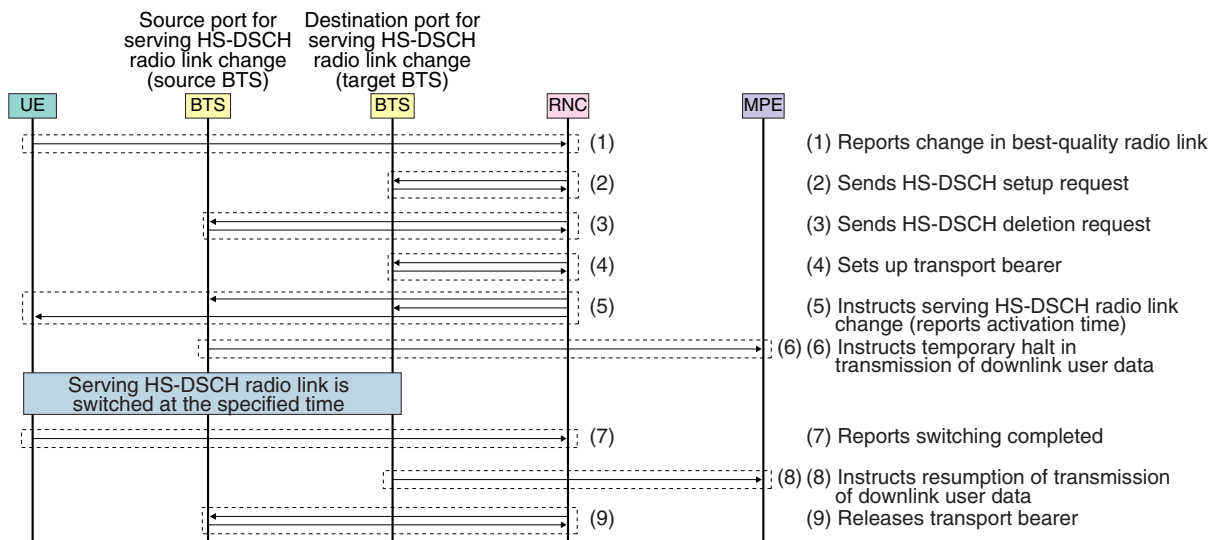 Source port for
serving HS-DSCH
radio link change
(source BTS)
Destination port for
serving HS-DSCH
radio link change
(target BTS)
UE
BTS
BTS
RNC
MPE
(1)
(1) Reports change in best-quality radio link
(2)
(2) Sends HS-DSCH setup request
(3)
(3) Sends HS-DSCH deletion request
(4)
(4) Sets up transport bearer
(5)
(5) Instructs serving HS-DSCH radio link
change (reports activation time)
(6)
(6) Instructs temporary halt in
transmission of downlink user data
Serving HS-DSCH radio link is
switched at the specified time
(7)
(7) Reports switching completed
(8)
(8) Instructs resumption of transmission
of downlink user data
(9)
(9) Releases transport bearer